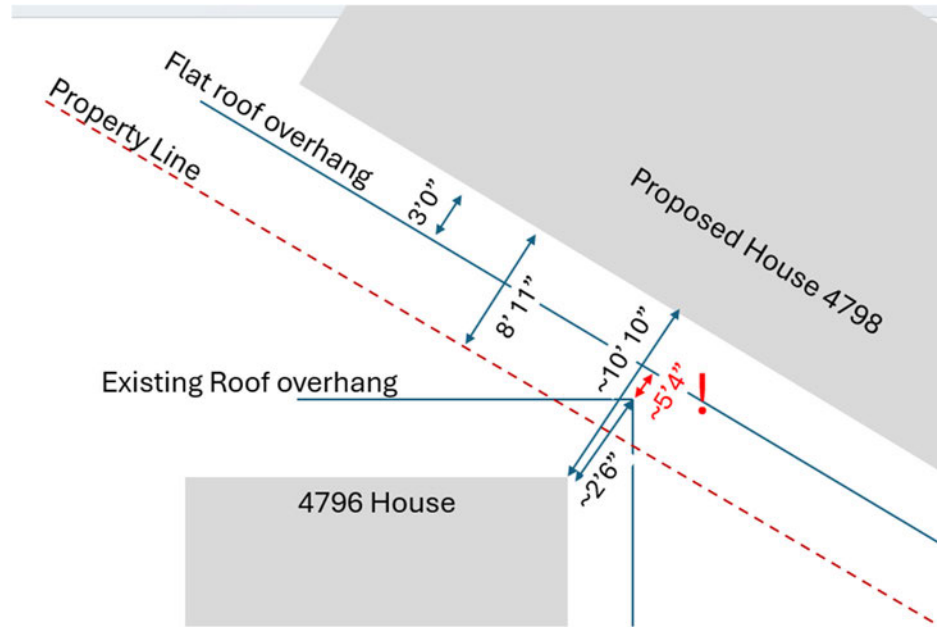 Flat roof overhang
Property Line
3’0”
Proposed House 4798
8’ 11”
~10’ 10”
~5’4”
!
Existing Roof overhang
~2’6”
4796 House